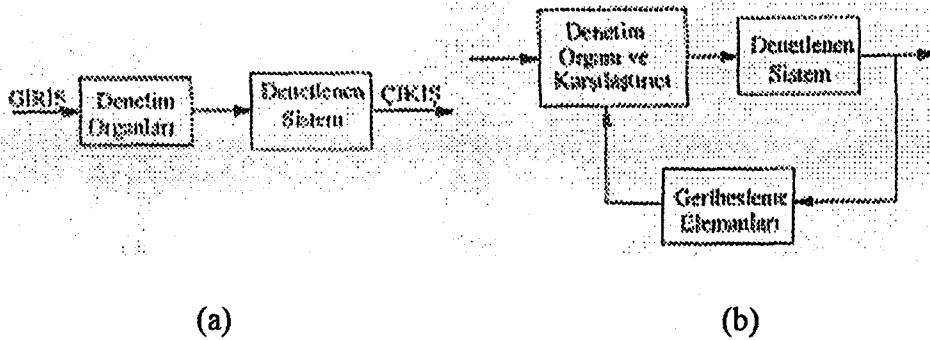 GİRİŞ
Denetim
Organları
Denetlenen
Sistem
ÇIKIŞ
(a)
Denetim
Organı ve
Karşılaştırıcı
Denetlenen
Sistem
Geribesleme
Elemanları
(b)